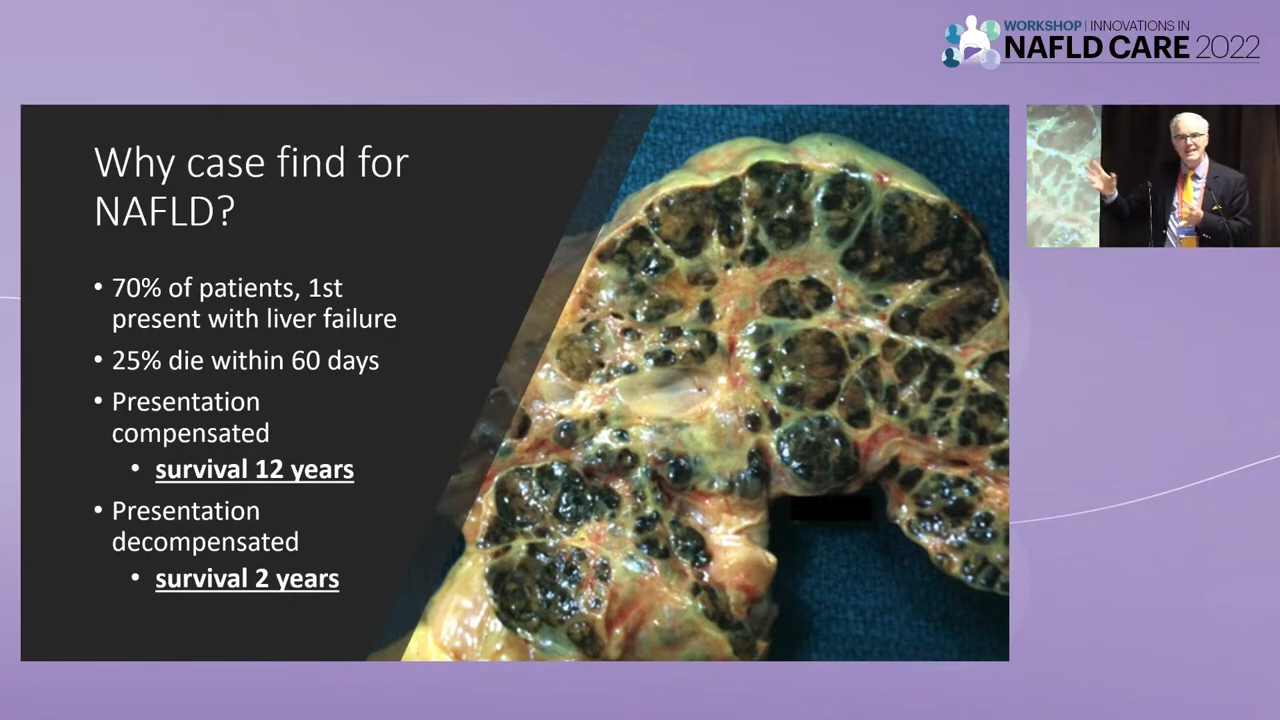 WORKSHOP | INNOVATIONS IN
NAFLD CARE 2022
Why case find for
NAFLD?
• 70% of patients, 1st
present with liver failure
• 25% die within 60 days
• Presentation
compensated
• survival 12 years
• Presentation
decompensated
• survival 2 years